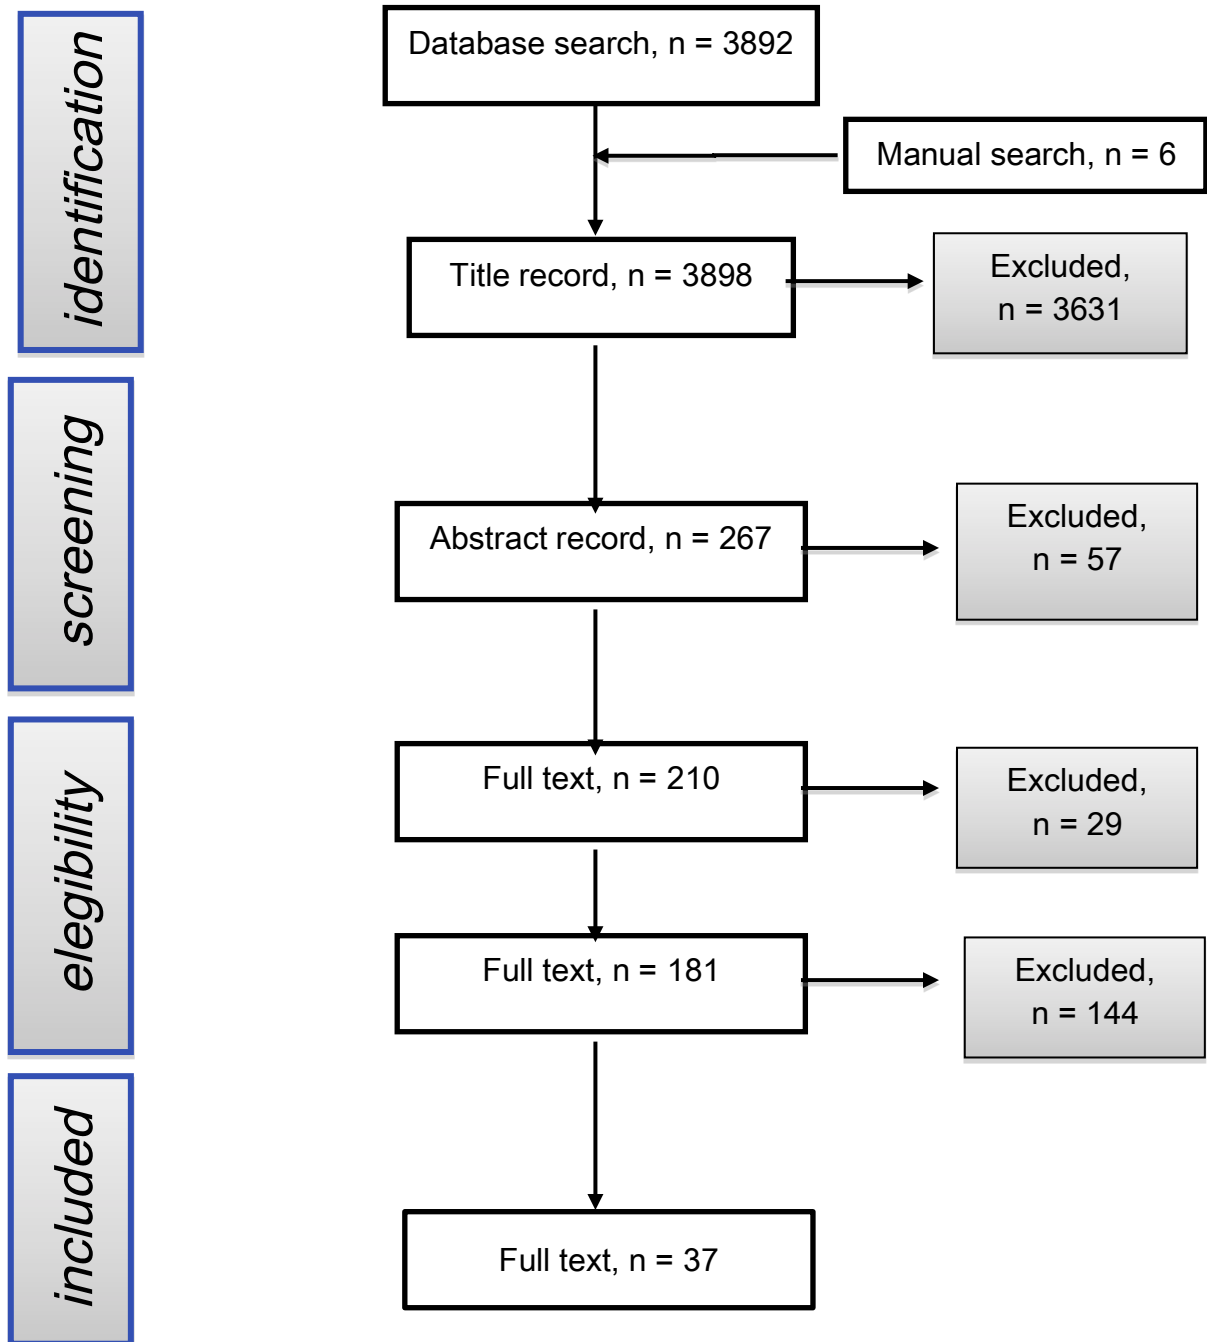 identification
Database search, n = 3892
Manual search, n = 6
Title record, n = 3898
Excluded,
n = 3631
screening
Abstract record, n = 267
Excluded,
n = 57
elegibility
Full text, n = 210
Excluded,
n = 29
Full text, n = 181
Excluded,
n = 144
included
Full text, n = 37